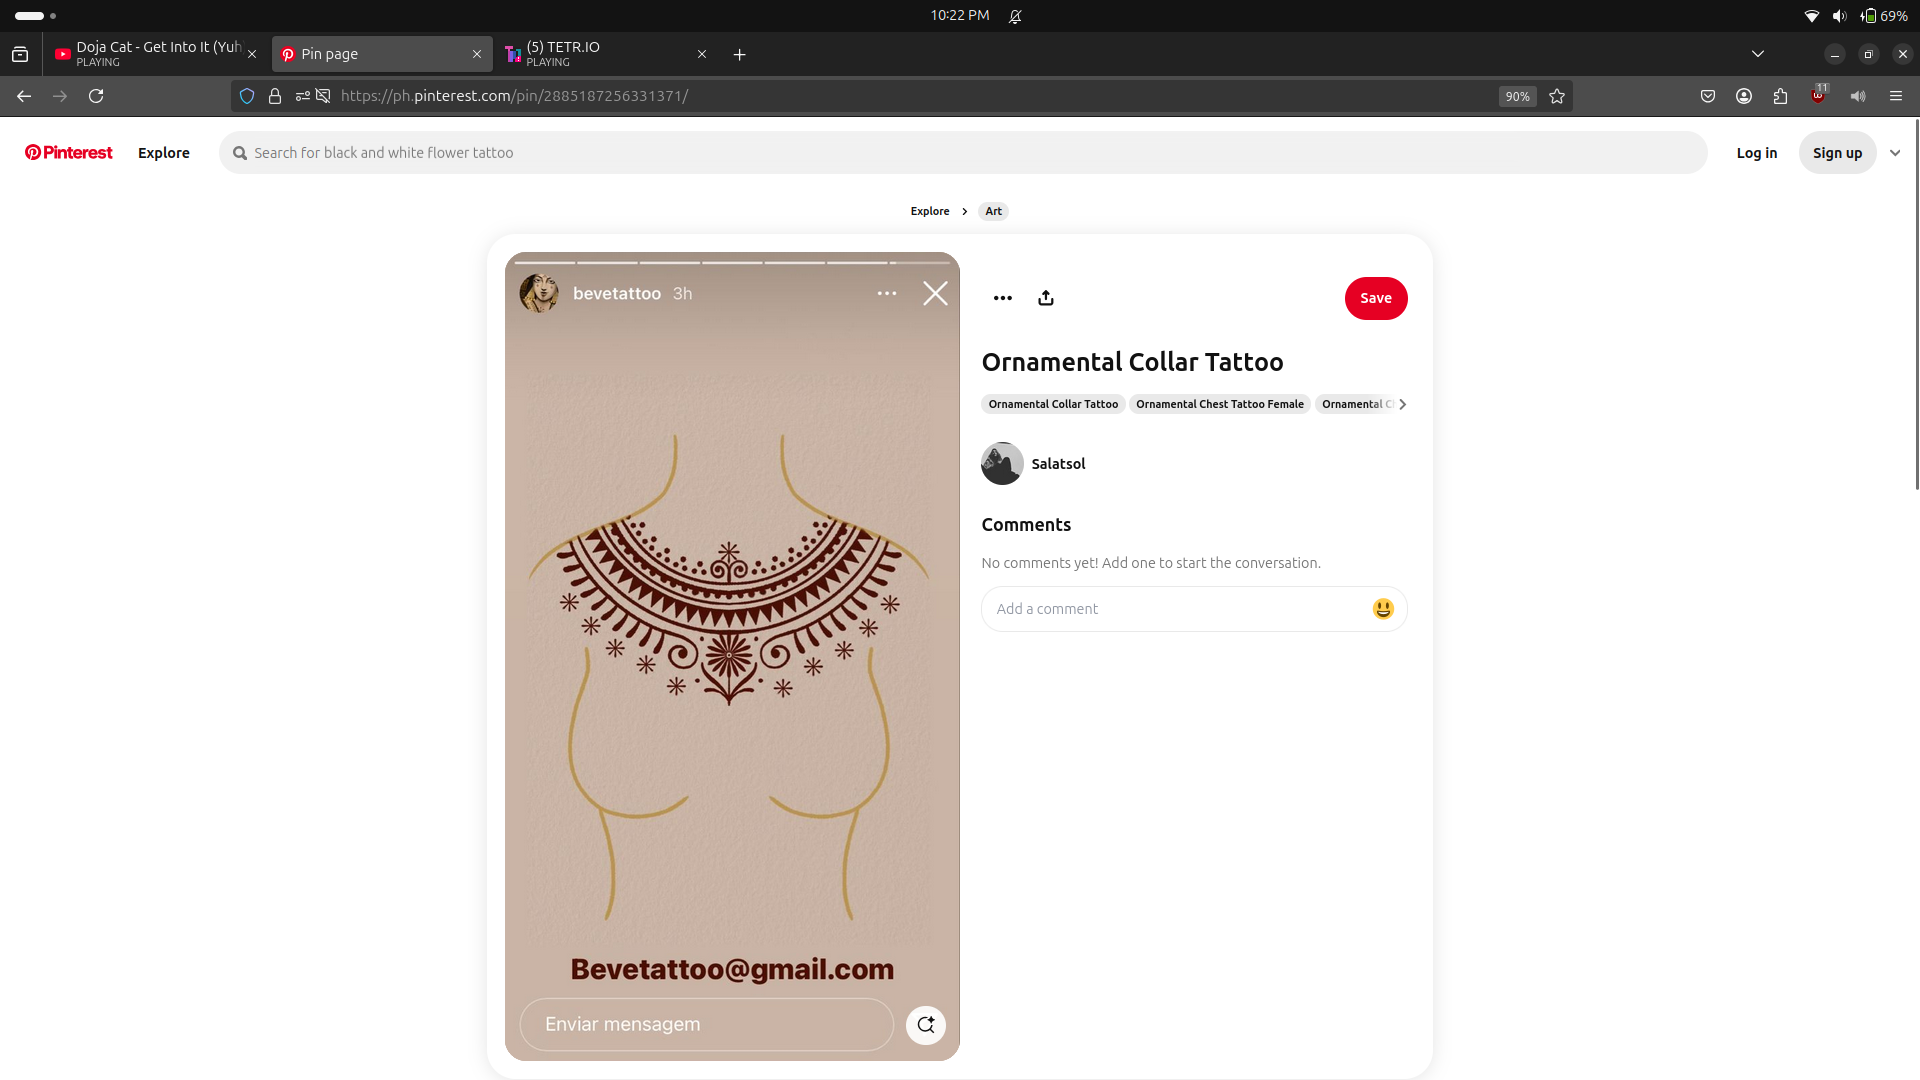 10:22 PM
69%
Doja Cat - Get Into It (Yuh)
PLAYING
Pin page
(5) TETR.IO
PLAYING
https://ph.pinterest.com/pin/2885187256331371/
90%
11
Pinterest
Explore
Search for black and white flower tattoo
Log in
Sign up
Explore
Art
bevetattoo 3h
Save
Ornamental Collar Tattoo
Ornamental Collar Tattoo
Ornamental Chest Tattoo Female
Ornamental C
Salatsol
Comments
No comments yet! Add one to start the conversation.
Add a comment
Bevetattoo@gmail.com
Enviar mensagem